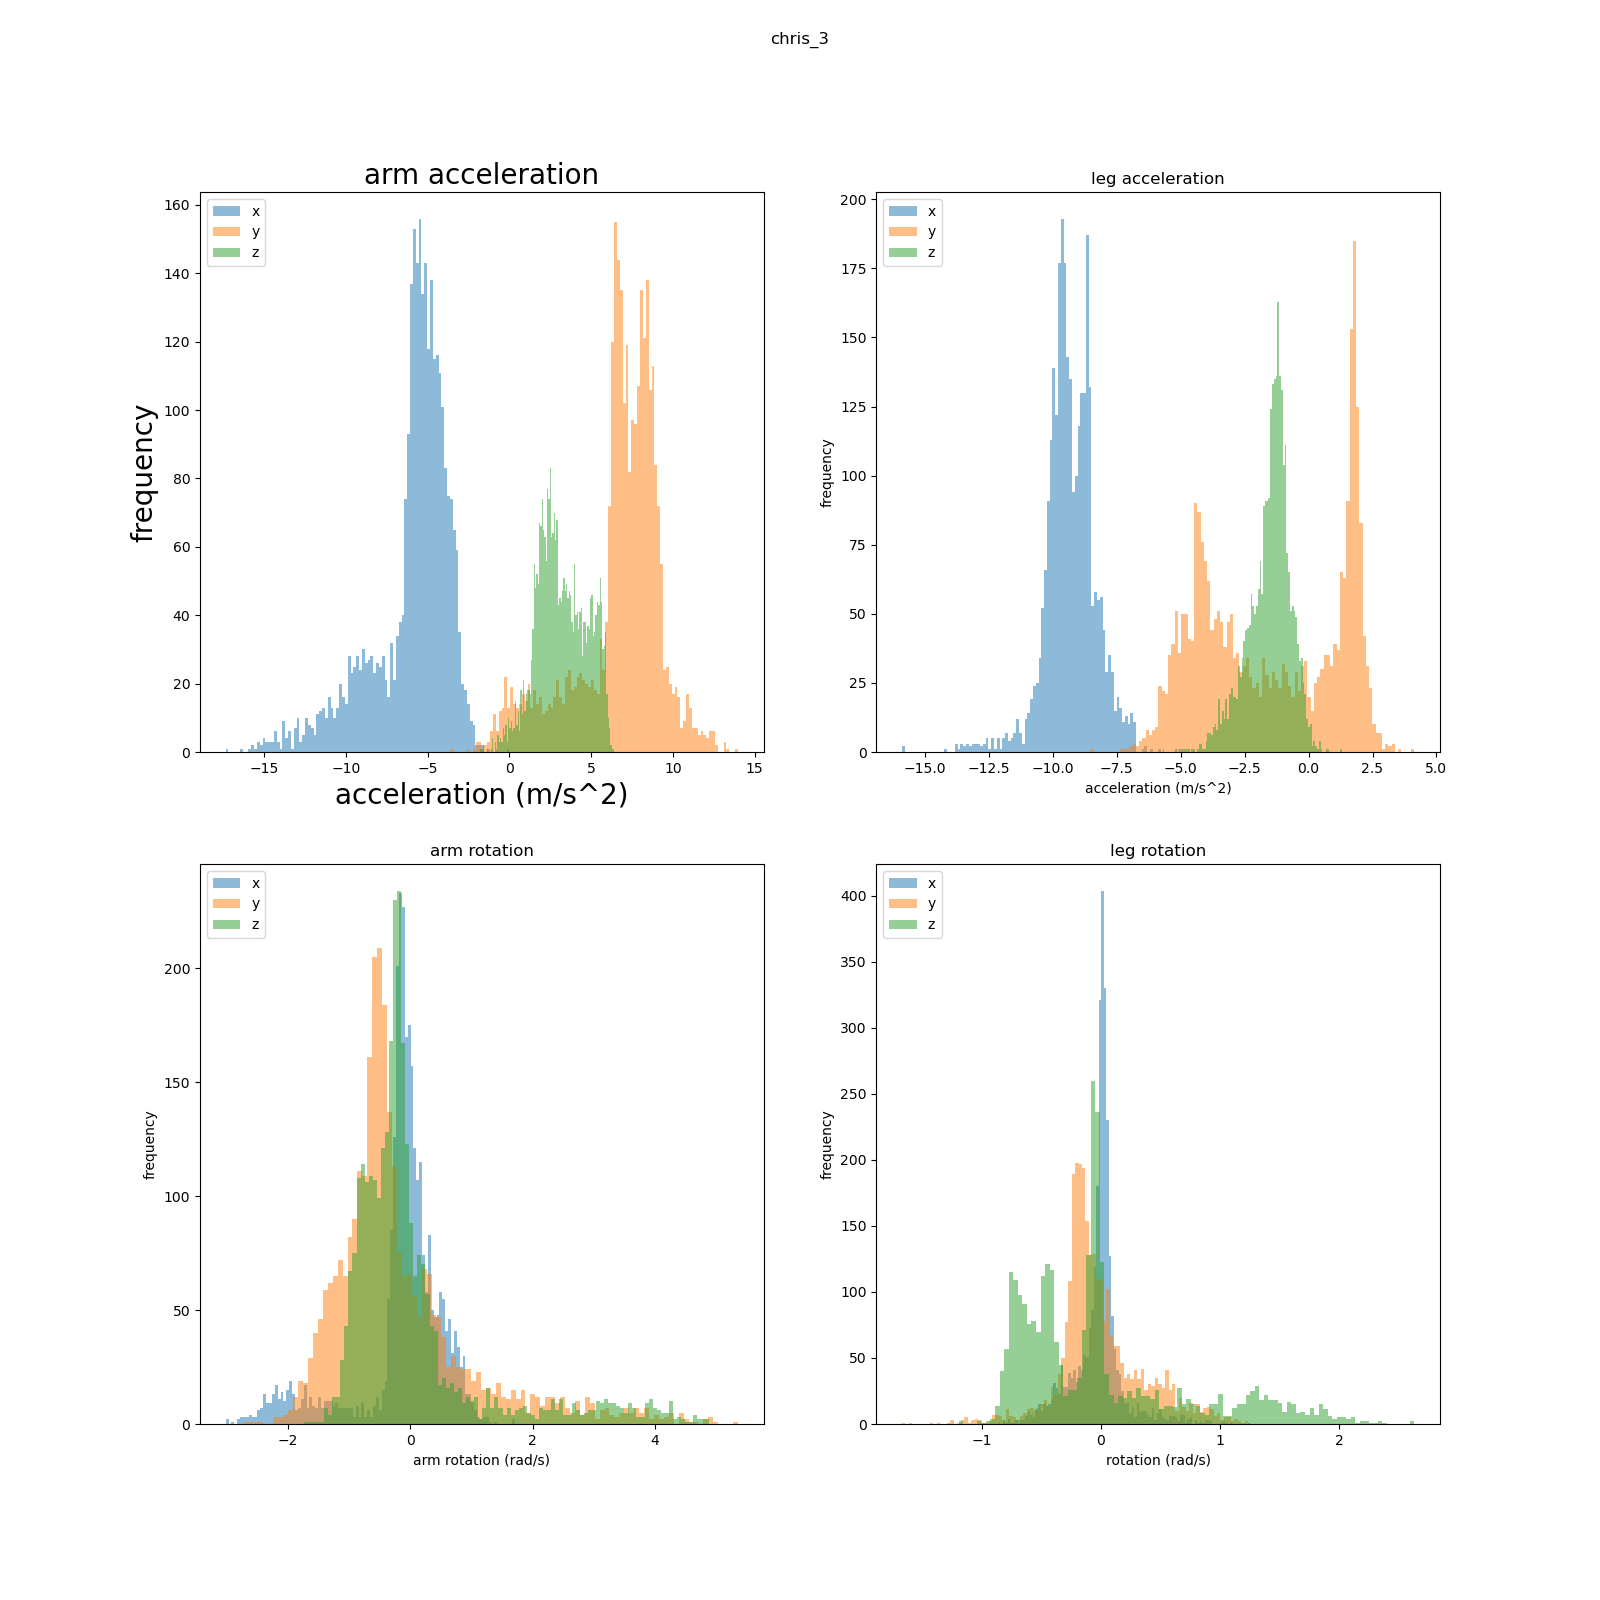 chris_3
arm acceleration
x
y
z
frequency
160
140
120
100
80
60
40
20
0
−15 −10 −5 0 5 10 15
acceleration (m/s^2)
leg acceleration
x
y
z
frequency
200
175
150
125
100
75
50
25
0
−15.0 −12.5 −10.0 −7.5 −5.0 −2.5 0.0 2.5 5.0
acceleration (m/s^2)
arm rotation
x
y
z
frequency
200
150
100
50
0
−2 0 2 4
arm rotation (rad/s)
leg rotation
x
y
z
frequency
400
350
300
250
200
150
100
50
0
−1 0 1 2
rotation (rad/s)